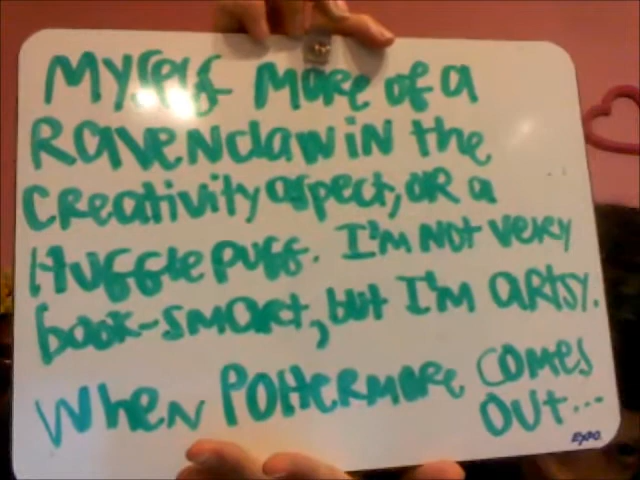 Myself more of a
Ravenclaw in the
creativity aspect, or a
Hufflepuff. I'm not very
book-smart, but I'm artsy.
When Pottermore comes
out...
EXPO